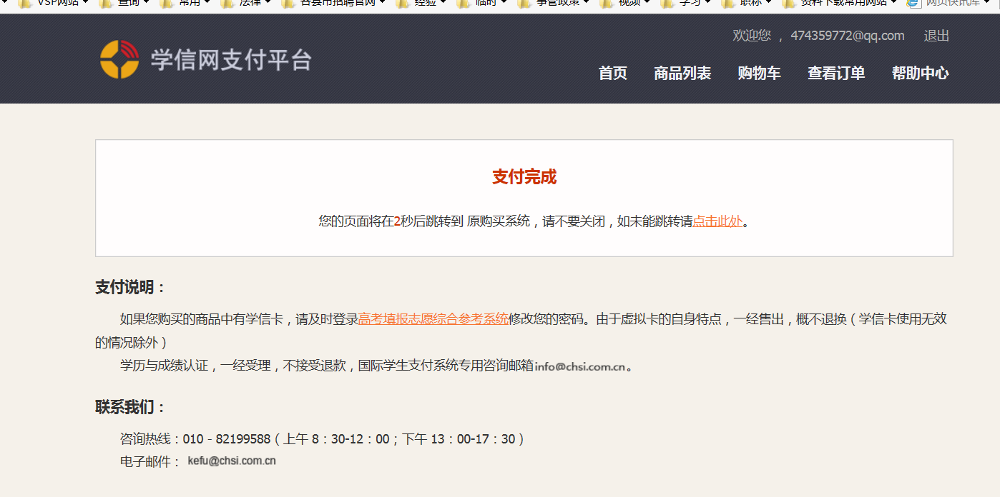 VSP网站 查询 常用 法律 各县市招聘官网 经验 临时 事管政策 视频 学习 职称 资料下载常用网站 网页快讯库
欢迎您 ，474359772@qq.com 退出
学信网支付平台
首页 商品列表 购物车 查看订单 帮助中心
支付完成
您的页面将在2秒后跳转到 原购买系统，请不要关闭，如未能跳转请点击此处。
支付说明：
如果您购买的商品中有学信卡，请及时登录高考填报志愿综合参考系统修改您的密码。由于虚拟卡的自身特点，一经售出，概不退换（学信卡使用无效
的情况除外）
学历与成绩认证，一经受理，不接受退款，国际学生支付系统专用咨询邮箱info@chsi.com.cn。
联系我们：
咨询热线：010－82199588（上午 8：30-12：00；下午 13：00-17：30）
电子邮件： kefu@chsi.com.cn